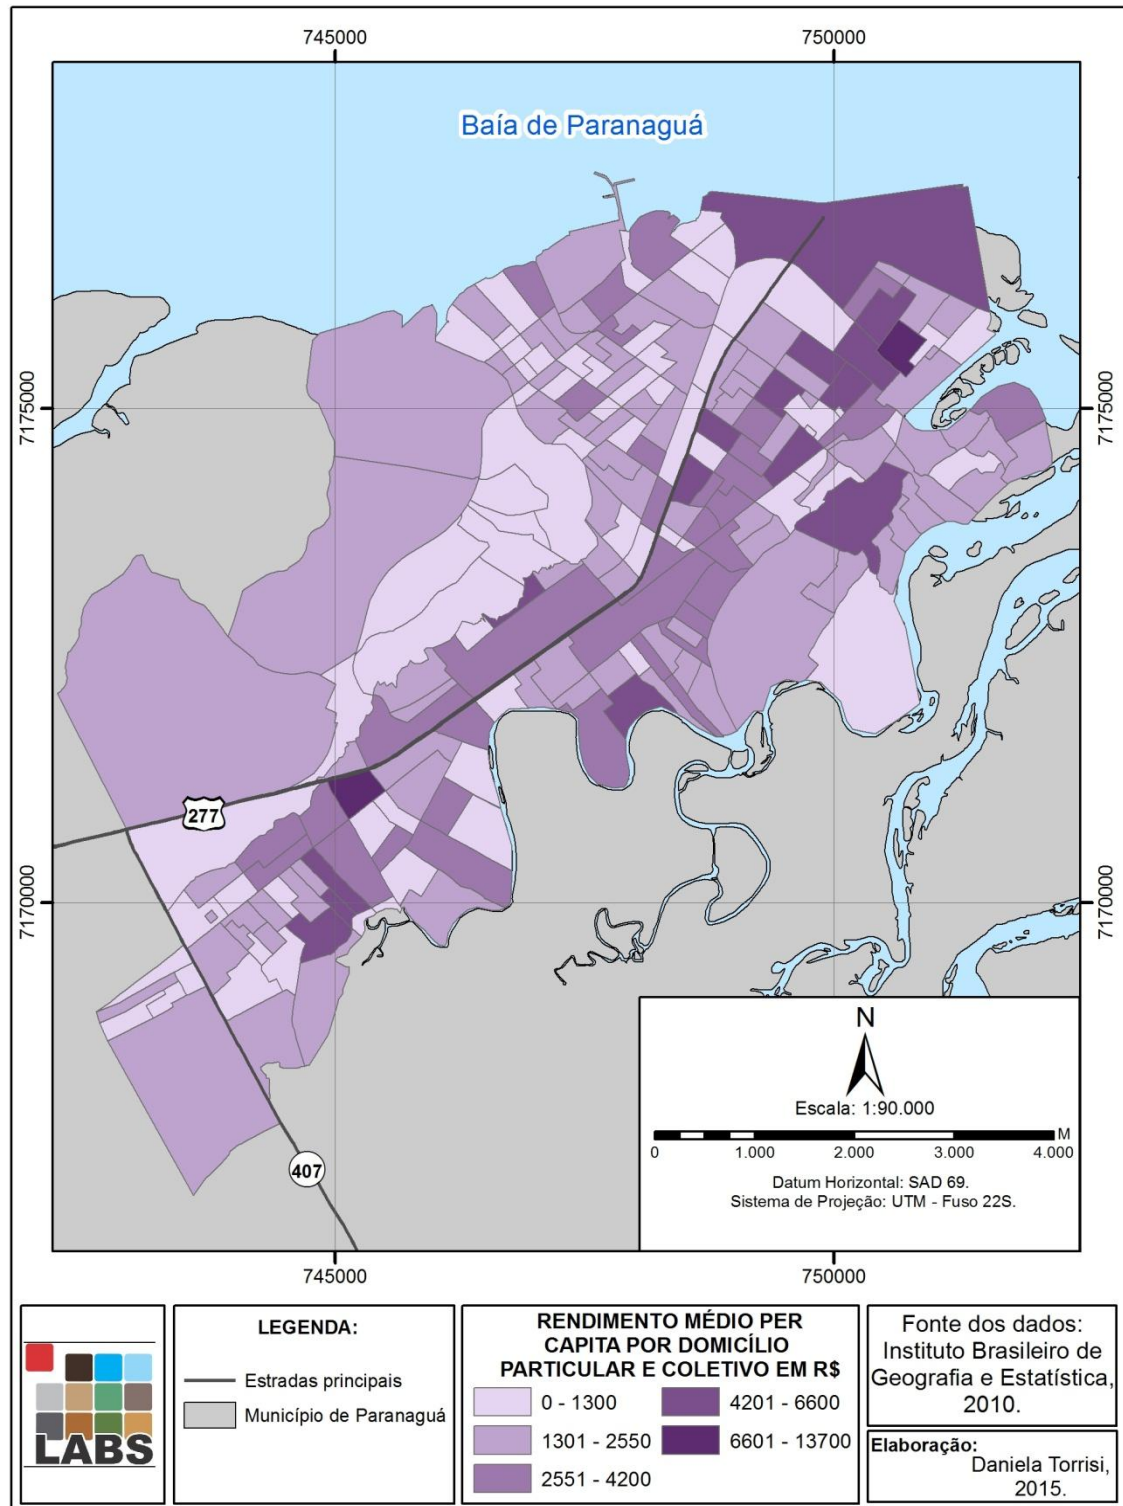 745000
750000
Baía de Paranaguá
7175000
7175000
277
7170000
7170000
N
Escala: 1:90.000
M
0
1.000
2.000
3.000
4.000
Datum Horizontal: SAD 69.
Sistema de Projeção: UTM - Fuso 22S.
407
745000
750000
LABS
LEGENDA:
Estradas principais
Município de Paranaguá
RENDIMENTO MÉDIO PER
CAPITA POR DOMICÍLIO
PARTICULAR E COLETIVO EM R$
0 - 1300
4201 - 6600
1301 - 2550
6601 - 13700
2551 - 4200
Fonte dos dados:
Instituto Brasileiro de
Geografia e Estatística,
2010.
Elaboração:
Daniela Torrisi,
2015.